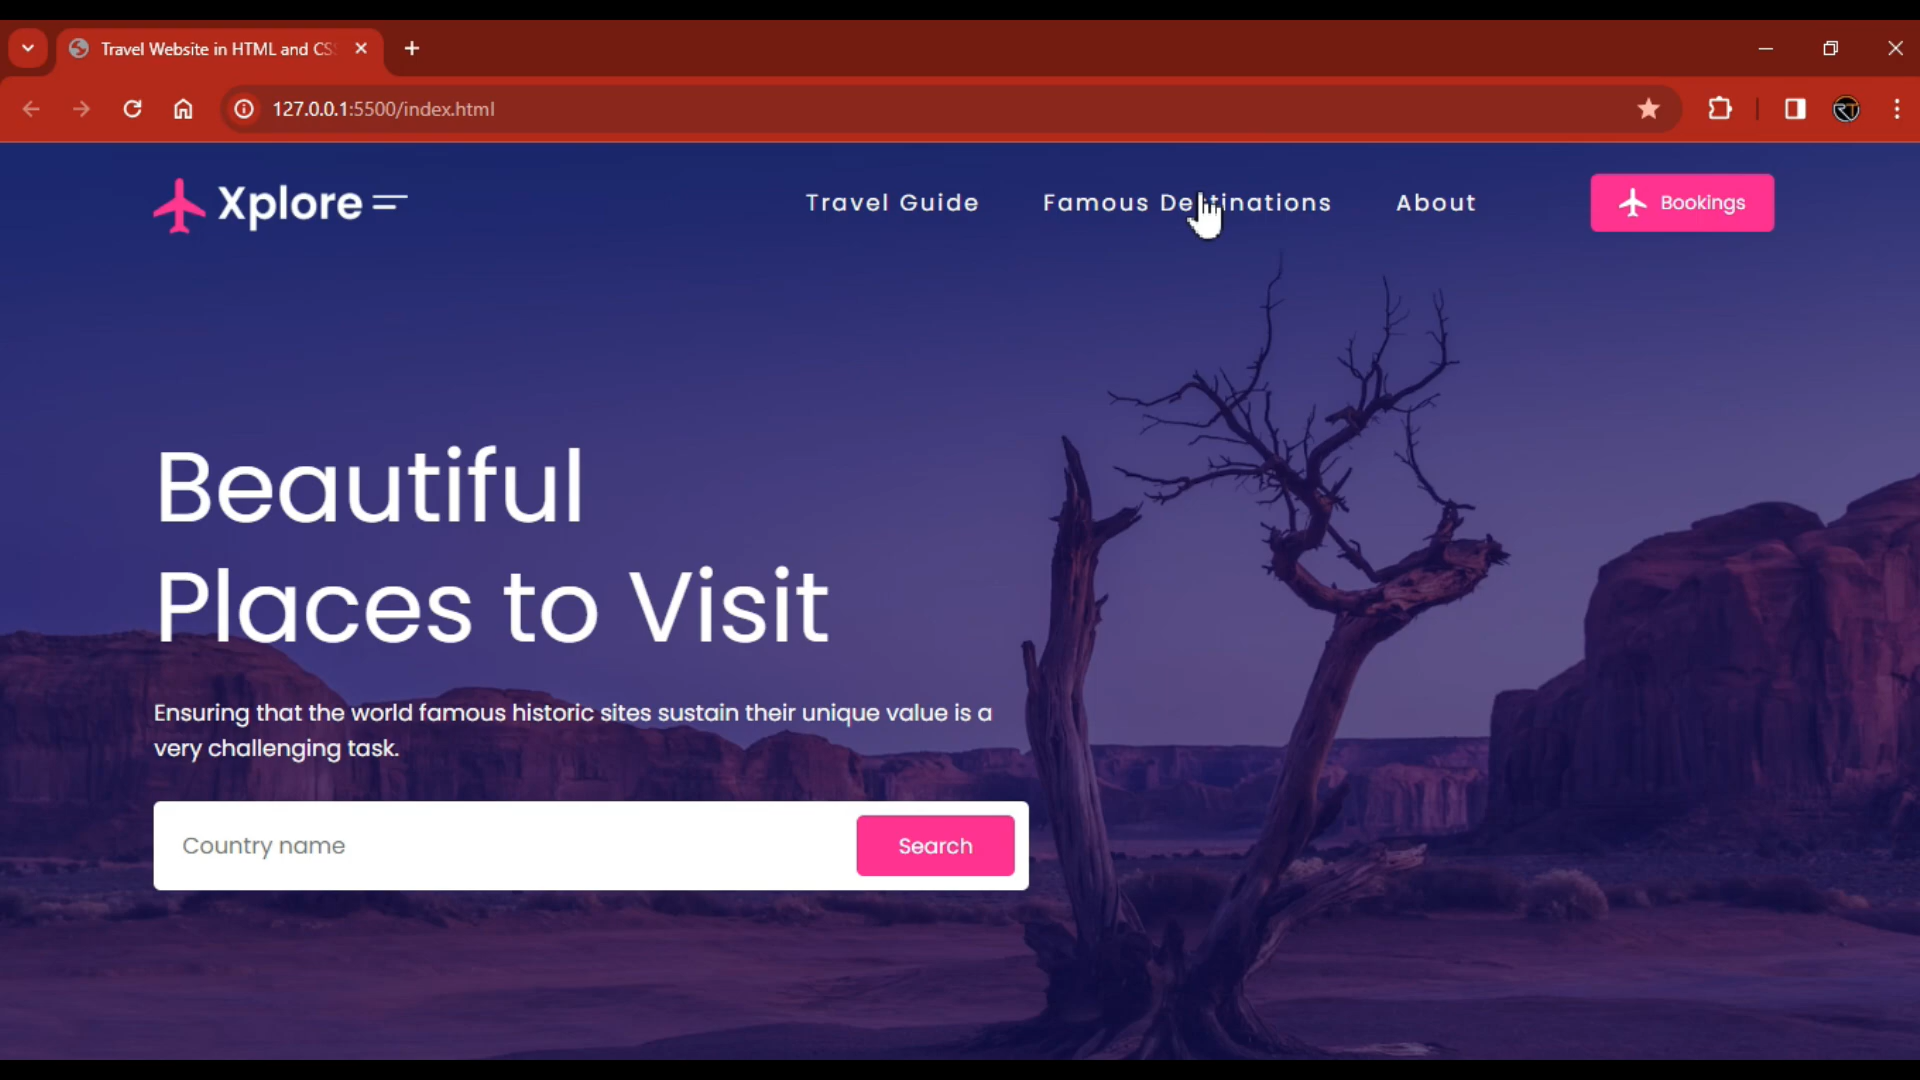 Travel Website in HTML and CSS
127.0.0.1:5500/index.html
RT
Xplore
Travel Guide
Famous Destinations
About
Bookings
Beautiful
Places to Visit
Ensuring that the world famous historic sites sustain their unique value is a
very challenging task.
Country name
Search